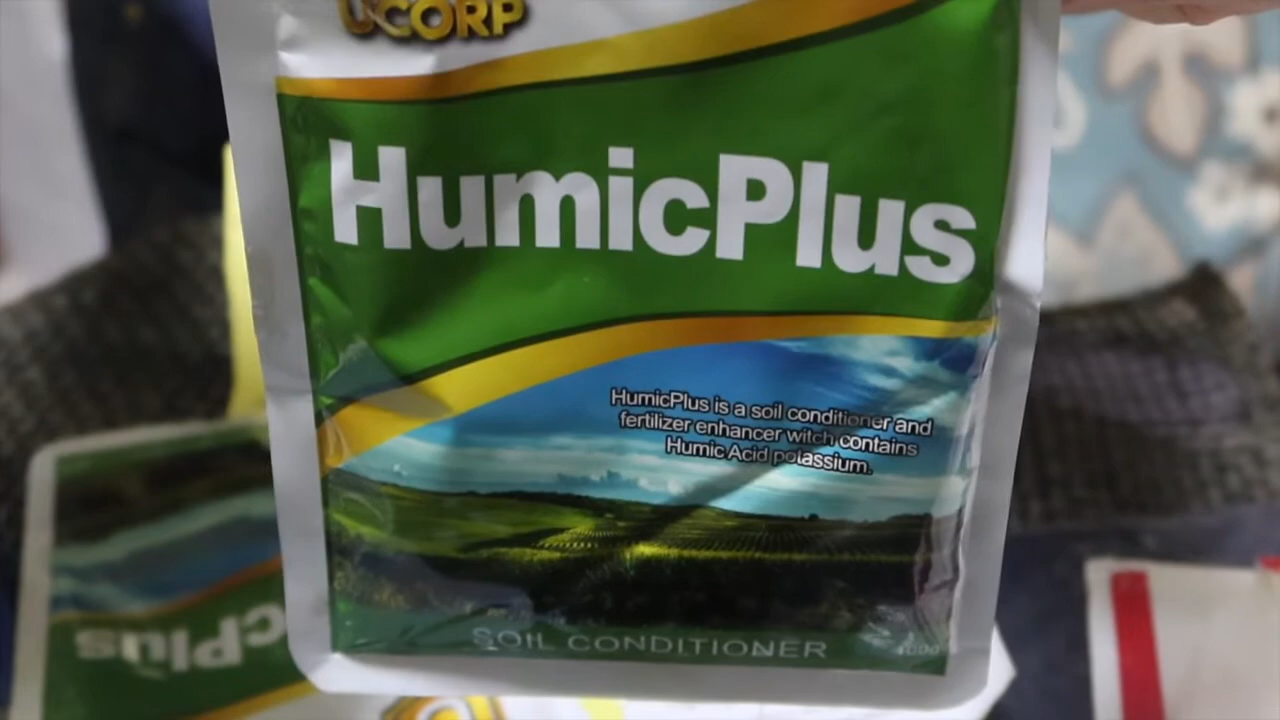 UCORP
HumicPlus
HumicPlus is a soil conditioner and
fertilizer enhancer witch contains
Humic Acid potassium.
SOIL CONDITIONER
cPlus